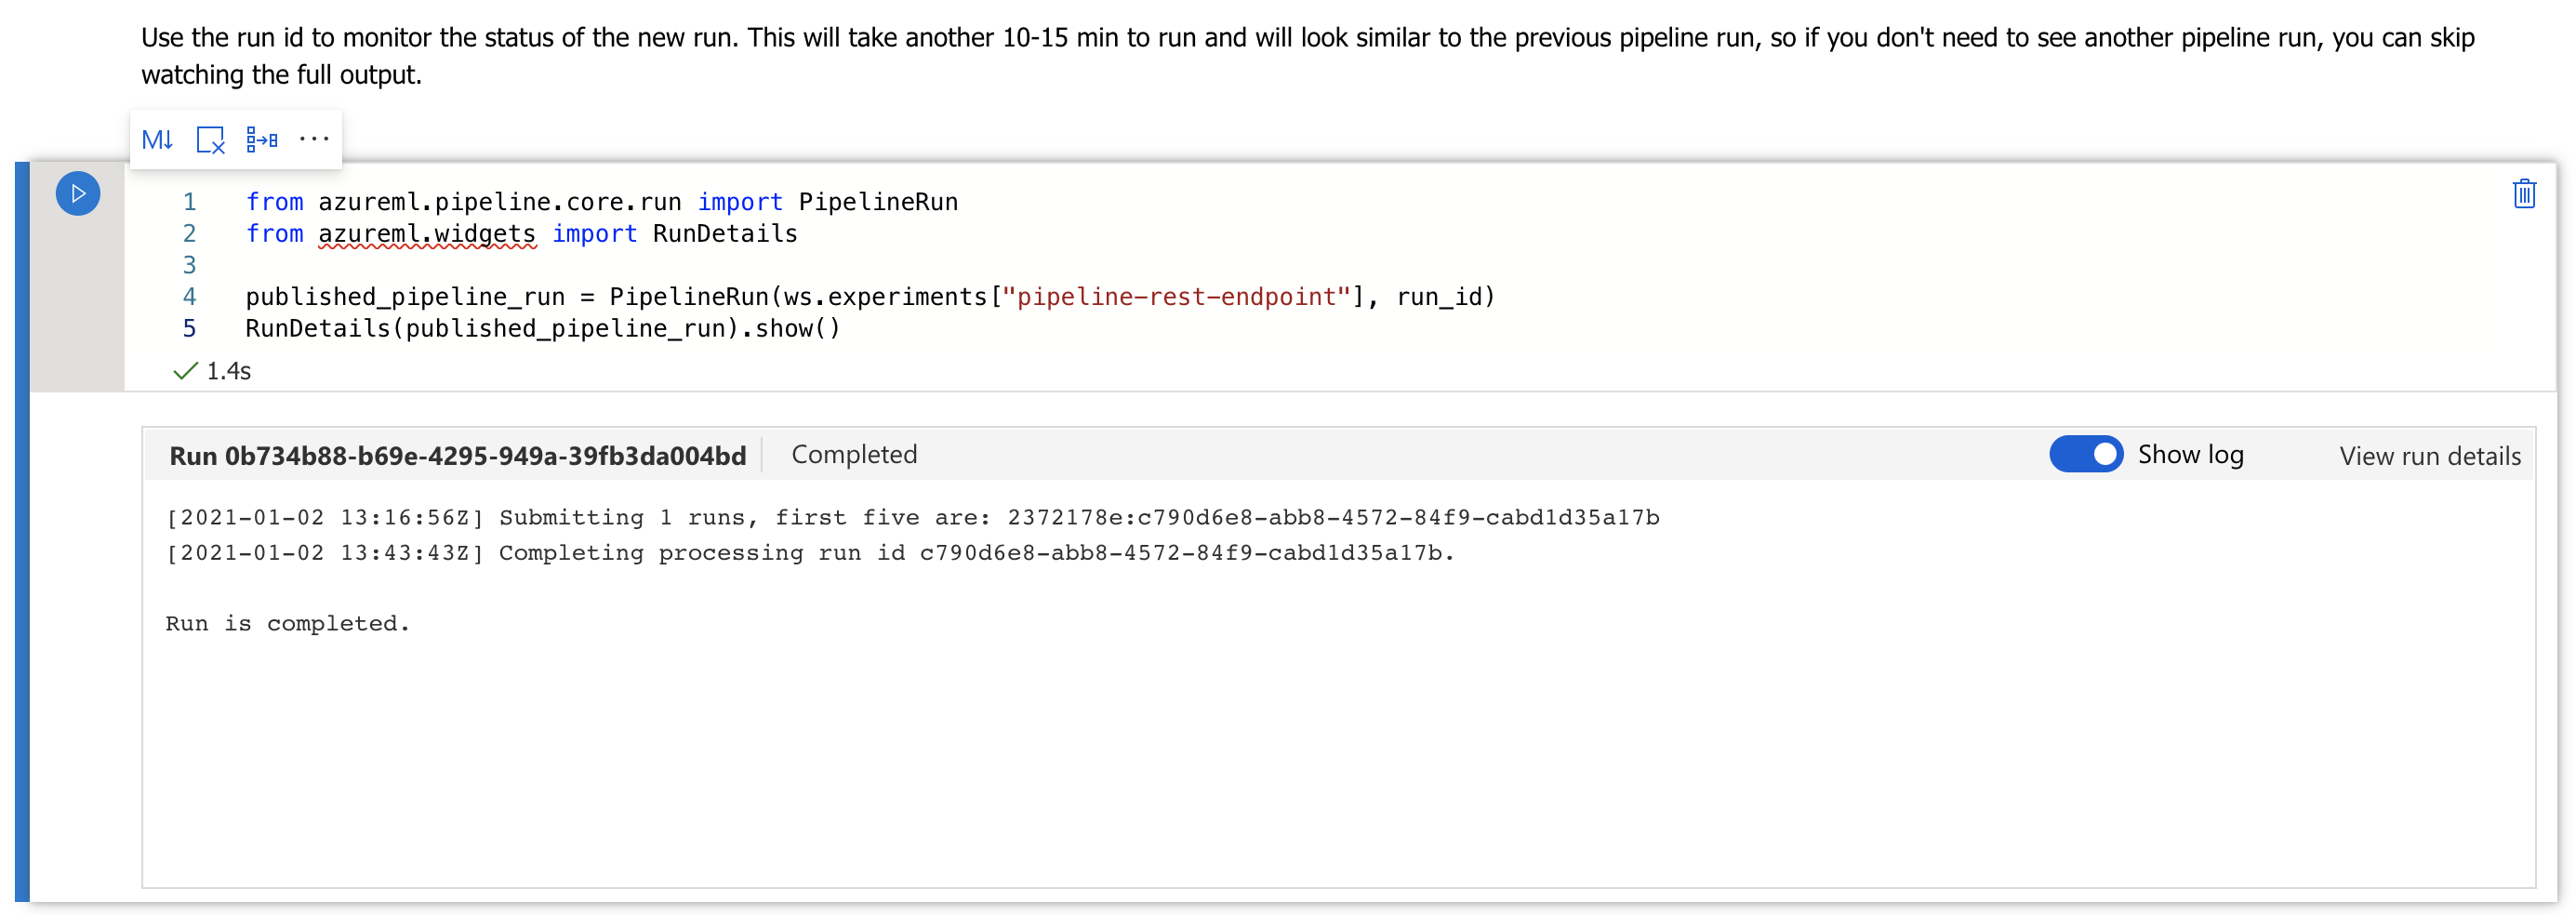 Use the run id to monitor the status of the new run. This will take another 10-15 min to run and will look similar to the previous pipeline run, so if you don't need to see another pipeline run, you can skip
watching the full output.
M↓ ···
1 from azureml.pipeline.core.run import PipelineRun
2 from azureml.widgets import RunDetails
3
4 published_pipeline_run = PipelineRun(ws.experiments["pipeline-rest-endpoint"], run_id)
5 RunDetails(published_pipeline_run).show()
1.4s
Run 0b734b88-b69e-4295-949a-39fb3da004bd Completed Show log View run details
[2021-01-02 13:16:56Z] Submitting 1 runs, first five are: 2372178e:c790d6e8-abb8-4572-84f9-cabd1d35a17b
[2021-01-02 13:43:43Z] Completing processing run id c790d6e8-abb8-4572-84f9-cabd1d35a17b.
Run is completed.